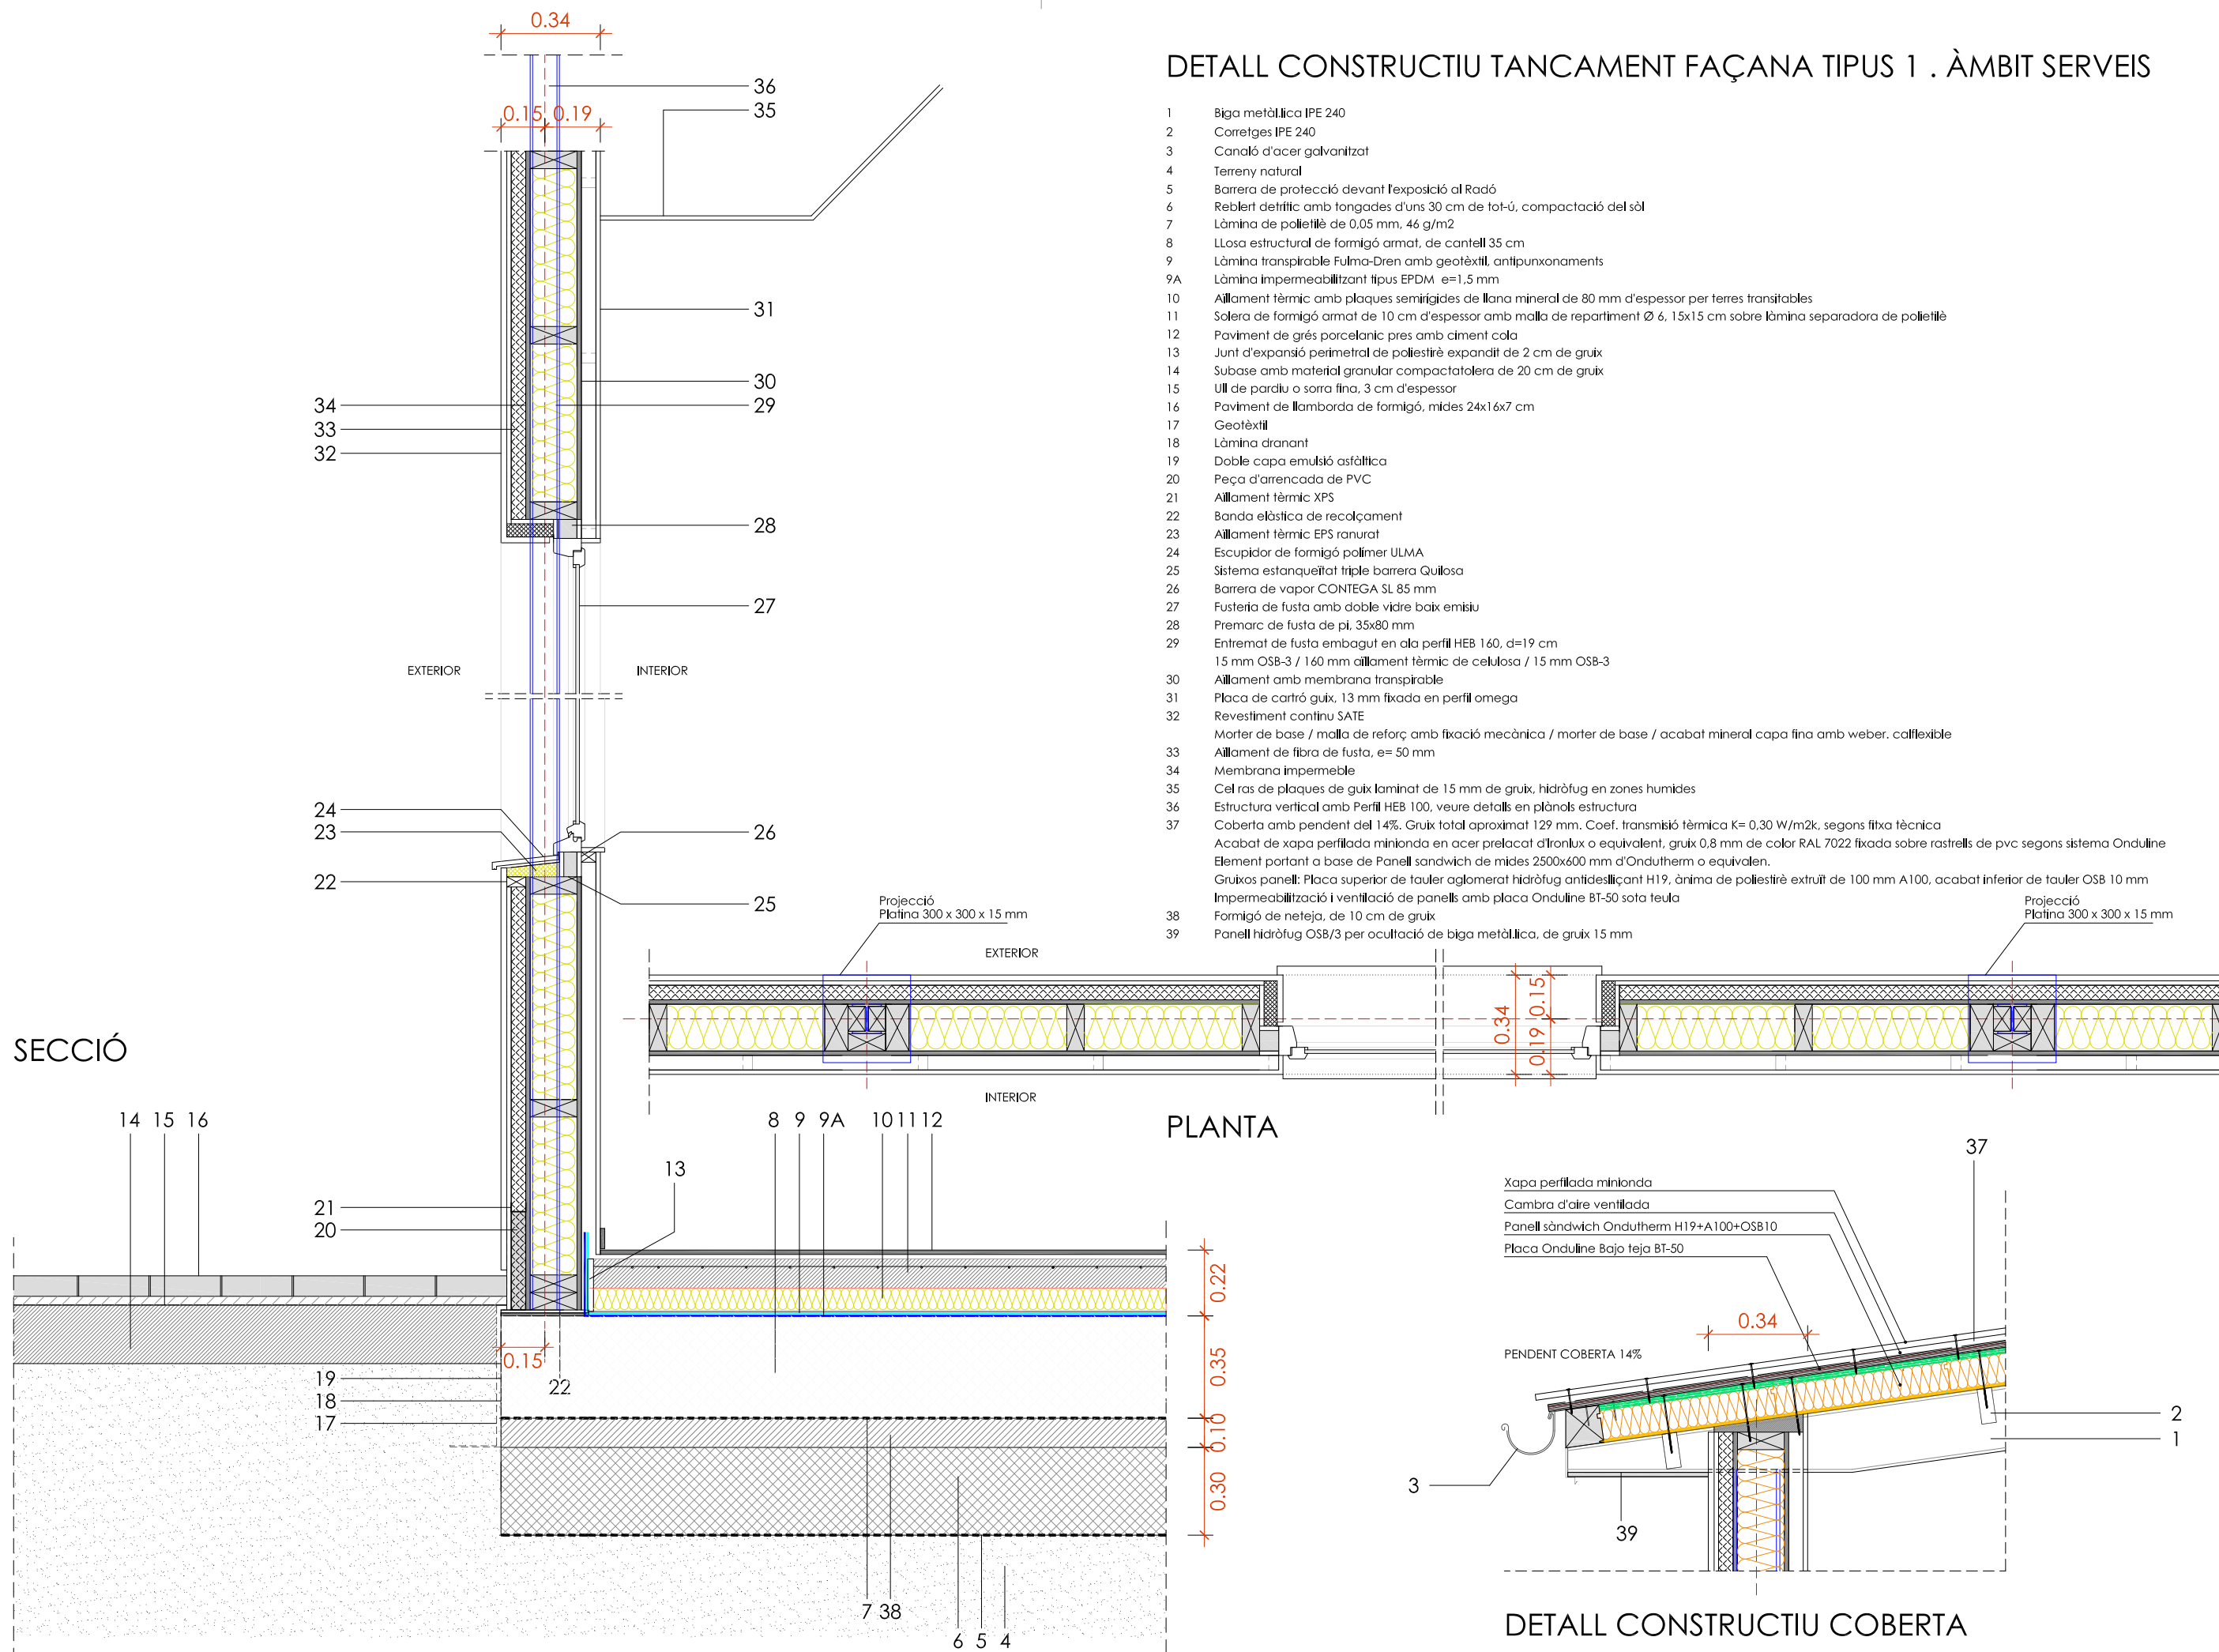 DETALL CONSTRUCTIU TANCAMENT FAÇANA TIPUS 1 . ÀMBIT SERVEIS
1 Biga metàl.lica IPE 240
2 Corretges IPE 240
3 Canaló d'acer galvanitzat
4 Terreny natural
5 Barrera de protecció devant l'exposició al Radó
6 Reblert detrític amb tongades d'uns 30 cm de tot-ú, compactació del sòl
7 Làmina de polietilè de 0,05 mm, 46 g/m2
8 LLosa estructural de formigó armat, de cantell 35 cm
9 Làmina transpirable Fulma-Dren amb geotèxtil, antipunxonaments
9A Làmina impermeabilitzant tipus EPDM e=1,5 mm
10 Aïllament tèrmic amb plaques semirígides de llana mineral de 80 mm d'espessor per terres transitables
11 Solera de formigó armat de 10 cm d'espessor amb malla de repartiment Ø 6, 15x15 cm sobre làmina separadora de polietilè
12 Paviment de grés porcelanic pres amb ciment cola
13 Junt d'expansió perimetral de poliestirè expandit de 2 cm de gruix
14 Subase amb material granular compactatolera de 20 cm de gruix
15 Ull de pardiu o sorra fina, 3 cm d'espessor
16 Paviment de llamborda de formigó, mides 24x16x7 cm
17 Geotèxtil
18 Làmina dranant
19 Doble capa emulsió asfàltica
20 Peça d'arrencada de PVC
21 Aïllament tèrmic XPS
22 Banda elàstica de recolçament
23 Aïllament tèrmic EPS ranurat
24 Escupidor de formigó polímer ULMA
25 Sistema estanqueïtat triple barrera Quilosa
26 Barrera de vapor CONTEGA SL 85 mm
27 Fusteria de fusta amb doble vidre baix emisiu
28 Premarc de fusta de pi, 35x80 mm
29 Entremat de fusta embagut en ala perfil HEB 160, d=19 cm
15 mm OSB-3 / 160 mm aïllament tèrmic de celulosa / 15 mm OSB-3
30 Aïllament amb membrana transpirable
31 Placa de cartró guix, 13 mm fixada en perfil omega
32 Revestiment continu SATE
Morter de base / malla de reforç amb fixació mecànica / morter de base / acabat mineral capa fina amb weber. calflexible
33 Aïllament de fibra de fusta, e= 50 mm
34 Membrana impermeble
35 Cel ras de plaques de guix laminat de 15 mm de gruix, hidròfug en zones humides
36 Estructura vertical amb Perfil HEB 100, veure detalls en plànols estructura
37 Coberta amb pendent del 14%. Gruix total aproximat 129 mm. Coef. transmisió tèrmica K= 0,30 W/m2k, segons fitxa tècnica
Acabat de xapa perfilada minionda en acer prelacat d'Ironlux o equivalent, gruix 0,8 mm de color RAL 7022 fixada sobre rastrells de pvc segons sistema Onduline
Element portant a base de Panell sandwich de mides 2500x600 mm d'Ondutherm o equivalen.
Gruixos panell: Placa superior de tauler aglomerat hidròfug antidesllíçant H19, ànima de poliestirè extruït de 100 mm A100, acabat inferior de tauler OSB 10 mm
Impermeabilització i ventilació de panells amb placa Onduline BT-50 sota teula
38 Formigó de neteja, de 10 cm de gruix
39 Panell hidròfug OSB/3 per ocultació de biga metàl.lica, de gruix 15 mm
0.34
36
35
0.15 0.19
31
30
29
34
33
32
28
27
EXTERIOR INTERIOR
24
23
26
22
25
SECCIÓ
14 15 16
21
20
13
8 9 9A 10 11 12
0.22
0.35
0.10
0.30
0.15
22
19
18
17
7 38
6 5 4
Projecció
Platina 300 x 300 x 15 mm
EXTERIOR
Projecció
Platina 300 x 300 x 15 mm
0.34
0.15
0.19
INTERIOR
PLANTA
37
Xapa perfilada minionda
Cambra d'aire ventilada
Panell sàndwich Ondutherm H19+A100+OSB10
Placa Onduline Bajo teja BT-50
0.34
PENDENT COBERTA 14%
2
1
3
39
DETALL CONSTRUCTIU COBERTA